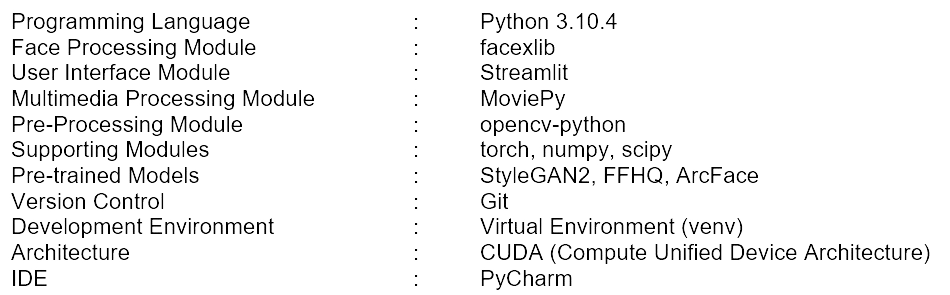 Programming Language : Python 3.10.4
Face Processing Module : facexlib
User Interface Module : Streamlit
Multimedia Processing Module : MoviePy
Pre-Processing Module : opencv-python
Supporting Modules : torch, numpy, scipy
Pre-trained Models : StyleGAN2, FFHQ, ArcFace
Version Control : Git
Development Environment : Virtual Environment (venv)
Architecture : CUDA (Compute Unified Device Architecture)
IDE : PyCharm